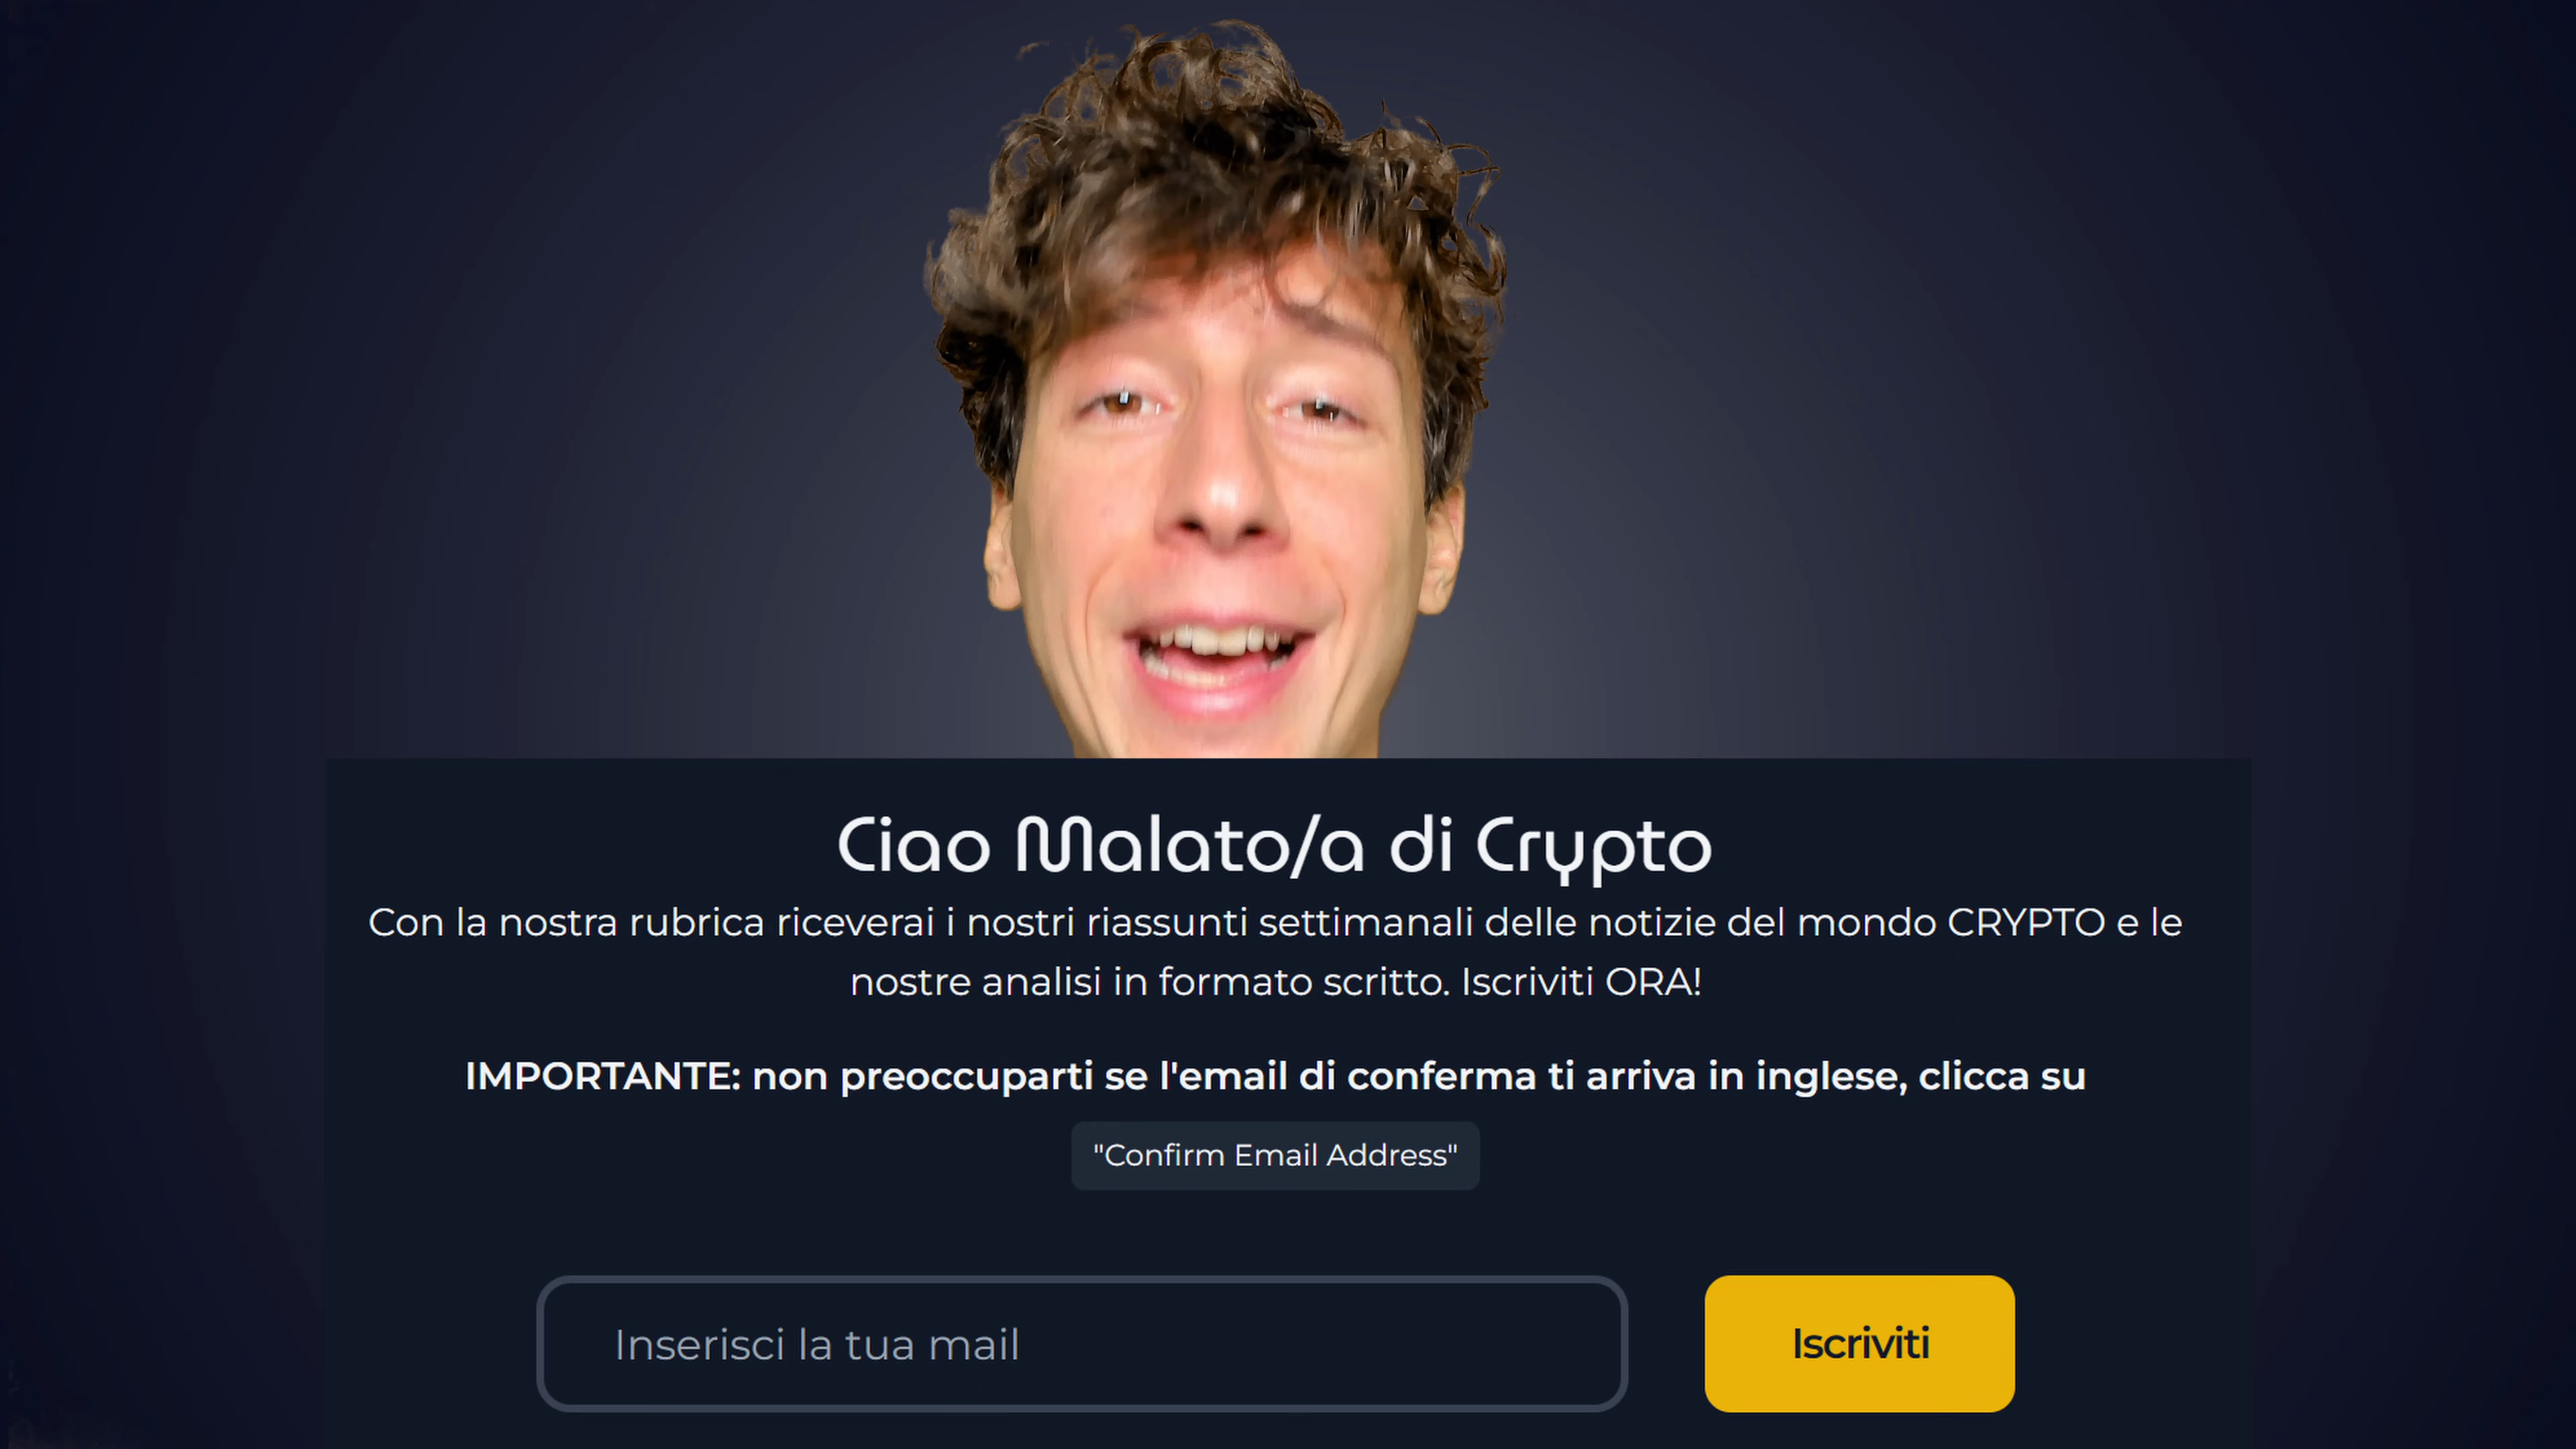 Ciao Malato/a di Crypto
Con la nostra rubrica riceverai i nostri riassunti settimanali delle notizie del mondo CRYPTO e le
nostre analisi in formato scritto. Iscriviti ORA!
IMPORTANTE: non preoccuparti se l'email di conferma ti arriva in inglese, clicca su
"Confirm Email Address"
Inserisci la tua mail
Iscriviti